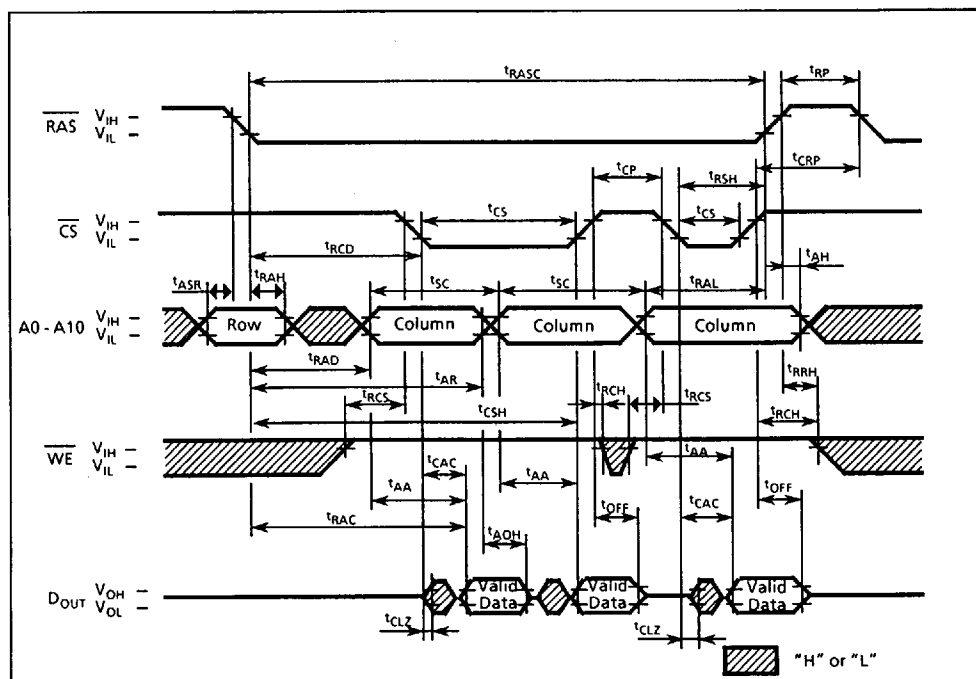 tRASC tRP
RAS VIH VIL
tCRP
tCP tRSH
CS VIH VIL tCS tCS
tRCD
tASR tRAH tSC tSC tRAL tAH
A0 - A10 VIH VIL Row Column Column Column
tRAD
tAR tRRH
tRCS tCSH tRCH tRCS tRCH
WE VIH VIL
tCAC tAA
tAA tAA tOFF tCAC tOFF
tRAC tAOH
DOUT VOH VOL Valid Data Valid Data Valid Data
tCLZ tCLZ
"H" or "L"